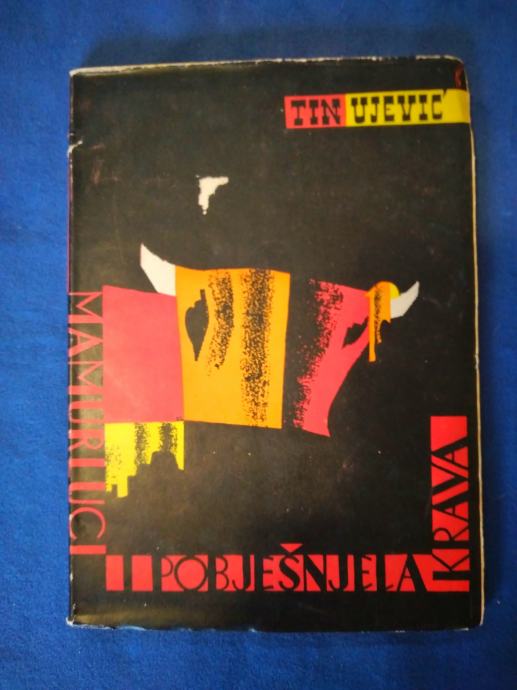 TIN UJEVIĆ
MAMURLUCI
I POBJEŠNJELA
KRAVA